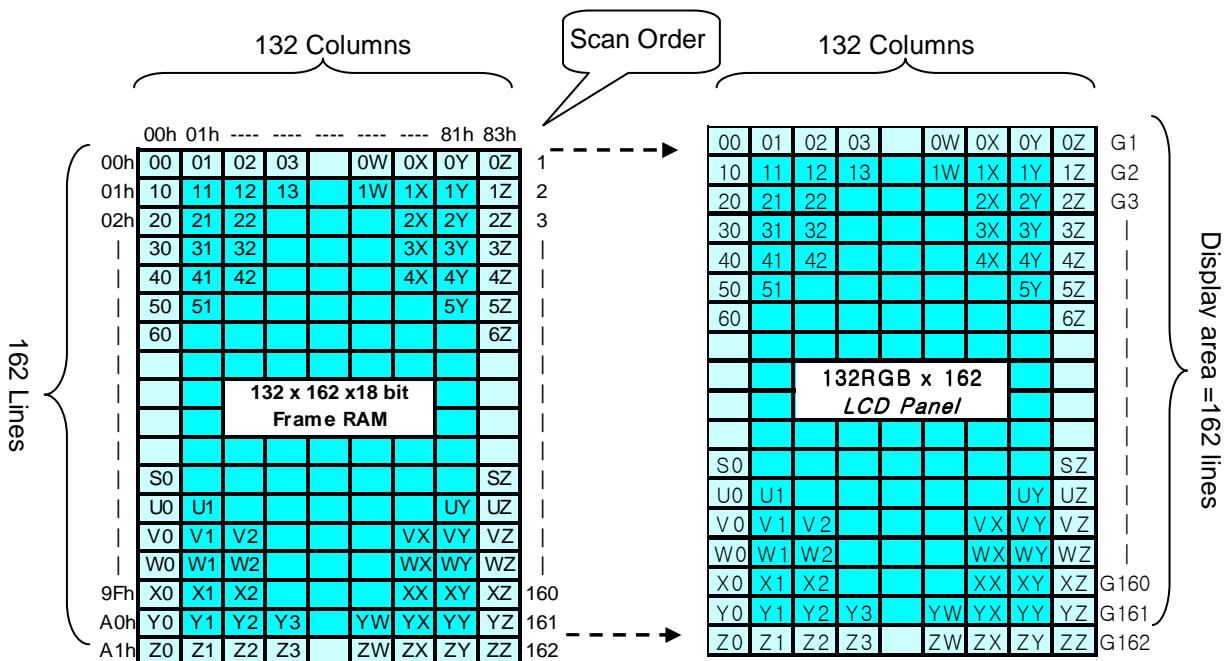 132 Columns
Scan Order
132 Columns
00h 01h ---- ---- ---- ---- ---- 81h 83h
00h 00 01 02 03 0W 0X 0Y 0Z 1
01h 10 11 12 13 1W 1X 1Y 1Z 2
02h 20 21 22 2X 2Y 2Z 3
30 31 32 3X 3Y 3Z
40 41 42 4X 4Y 4Z
50 51 5Y 5Z
60 6Z
132 x 162 x18 bit
Frame RAM
S0 SZ
U0 U1 UY UZ
V0 V1 V2 VX VY VZ
W0 W1 W2 WX WY WZ
9Fh X0 X1 X2 XX XY XZ 160
A0h Y0 Y1 Y2 Y3 YW YX YY YZ 161
A1h Z0 Z1 Z2 Z3 ZW ZX ZY ZZ 162
162 Lines
00 01 02 03 0W 0X 0Y 0Z G1
10 11 12 13 1W 1X 1Y 1Z G2
20 21 22 2X 2Y 2Z G3
30 31 32 3X 3Y 3Z
40 41 42 4X 4Y 4Z
50 51 5Y 5Z
60 6Z
132RGB x 162
LCD Panel
S0 SZ
U0 U1 UY UZ
V0 V1 V2 VX VY VZ
W0 W1 W2 WX WY WZ
X0 X1 X2 XX XY XZ G160
Y0 Y1 Y2 Y3 YW YX YY YZ G161
Z0 Z1 Z2 Z3 ZW ZX ZY ZZ G162
Display area =162 lines